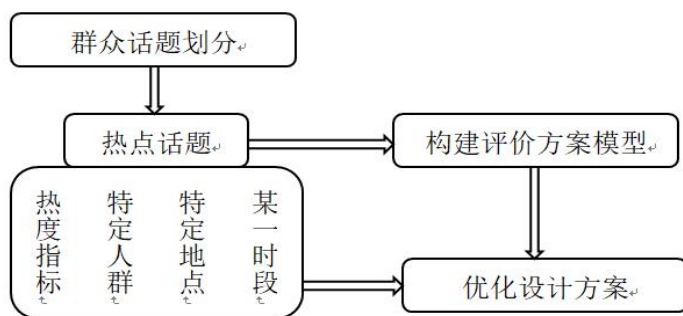 群众话题划分
热点话题
构建评价方案模型
热度指标
特定人群
特定地点
某一时段
优化设计方案